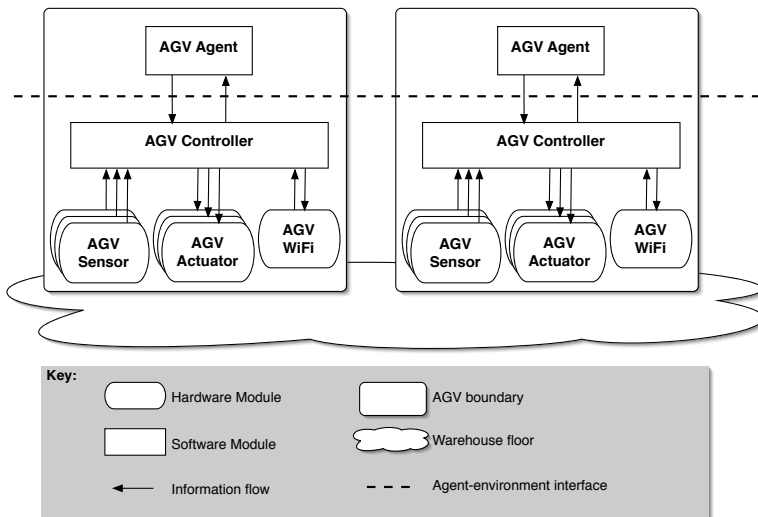 AGV Agent
AGV Agent
AGV Controller
AGV Controller
AGV
Sensor
AGV
Actuator
AGV
WiFi
AGV
Sensor
AGV
Actuator
AGV
WiFi
Key:
Hardware Module
AGV boundary
Software Module
Warehouse floor
Information flow
Agent-environment interface